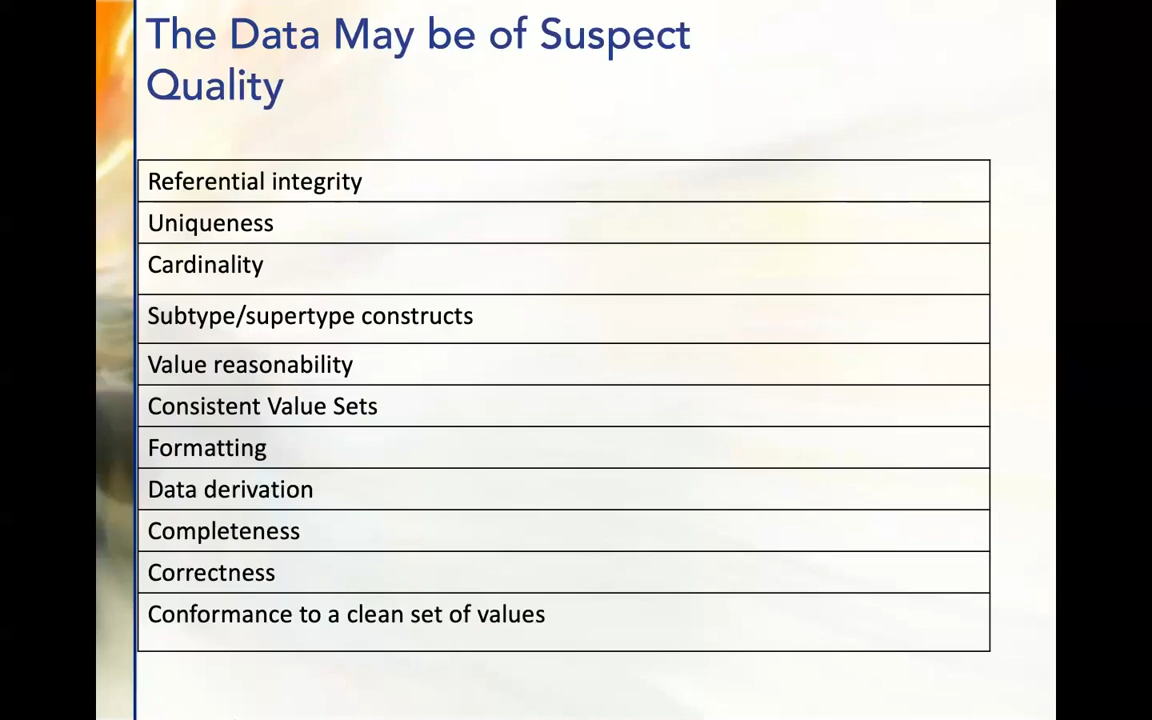 The Data May be of Suspect
Quality
Referential integrity
Uniqueness
Cardinality
Subtype/supertype constructs
Value reasonability
Consistent Value Sets
Formatting
Data derivation
Completeness
Correctness
Conformance to a clean set of values